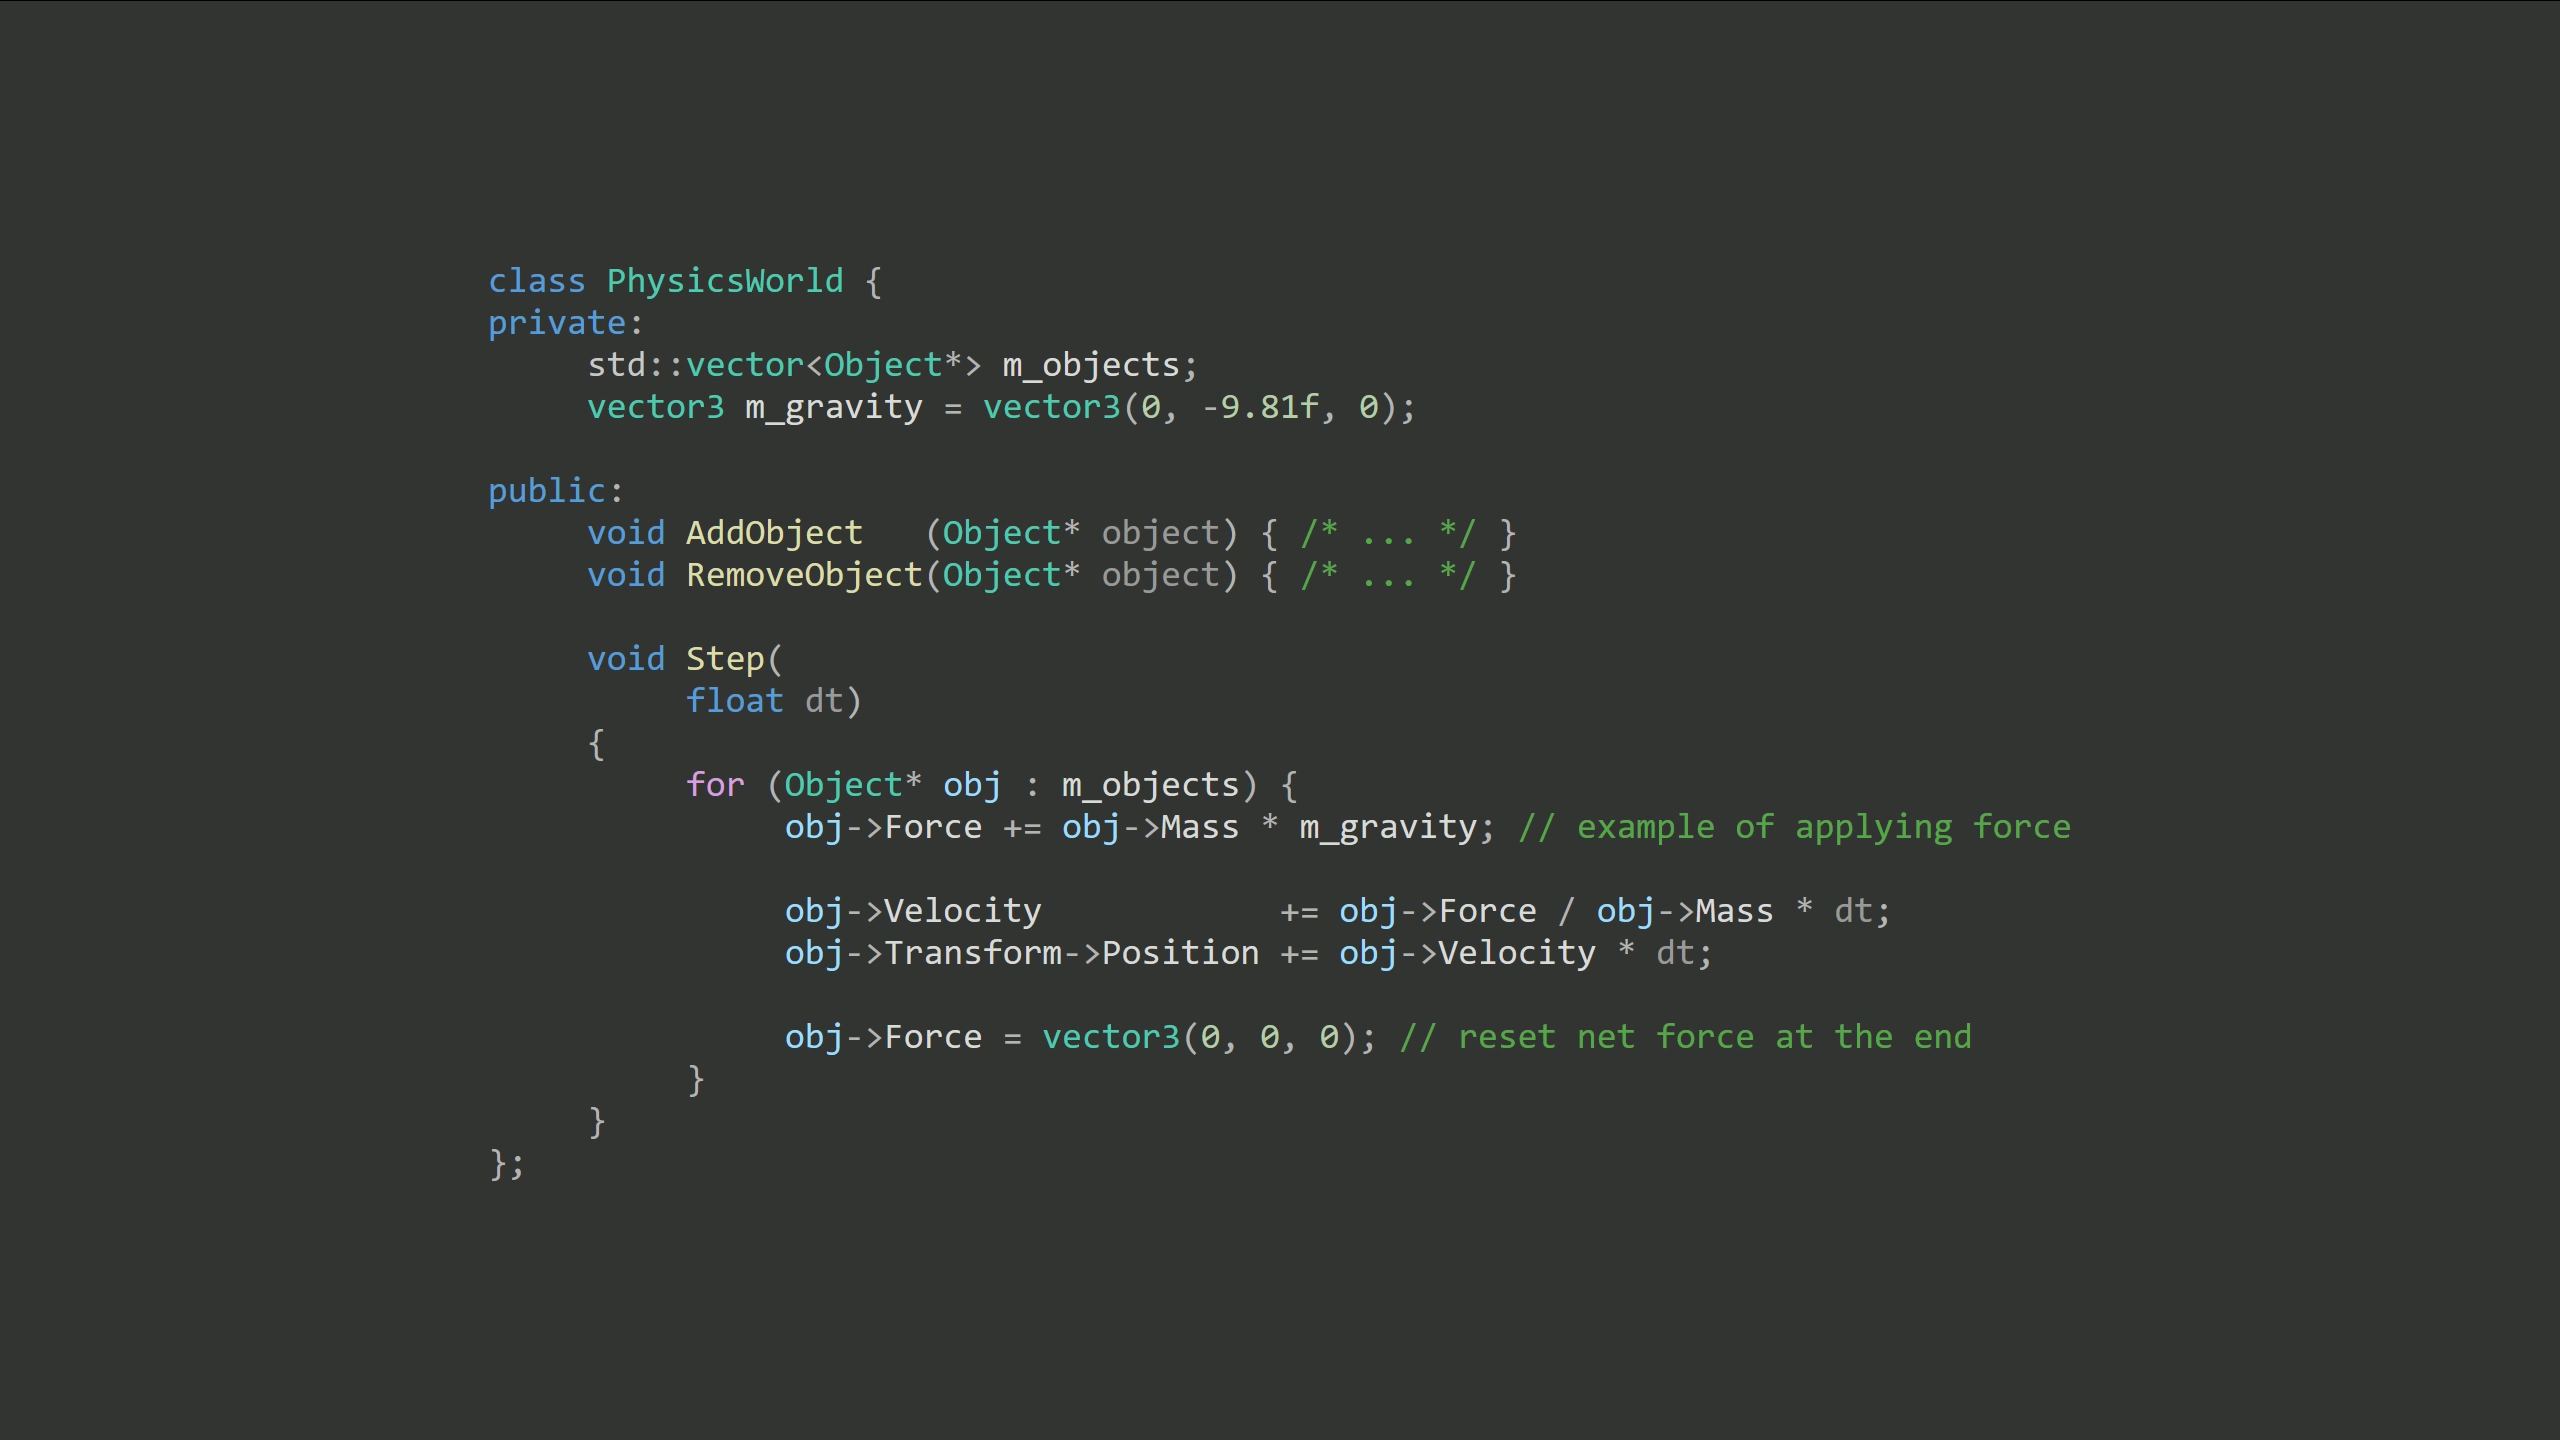 class PhysicsWorld {
private:
     std::vector<Object*> m_objects;
     vector3 m_gravity = vector3(0, -9.81f, 0);

public:
     void AddObject   (Object* object) { /* ... */ }
     void RemoveObject(Object* object) { /* ... */ }

     void Step(
          float dt)
     {
          for (Object* obj : m_objects) {
               obj->Force += obj->Mass * m_gravity; // example of applying force

               obj->Velocity            += obj->Force / obj->Mass * dt;
               obj->Transform->Position += obj->Velocity * dt;

               obj->Force = vector3(0, 0, 0); // reset net force at the end
          }
     }
};